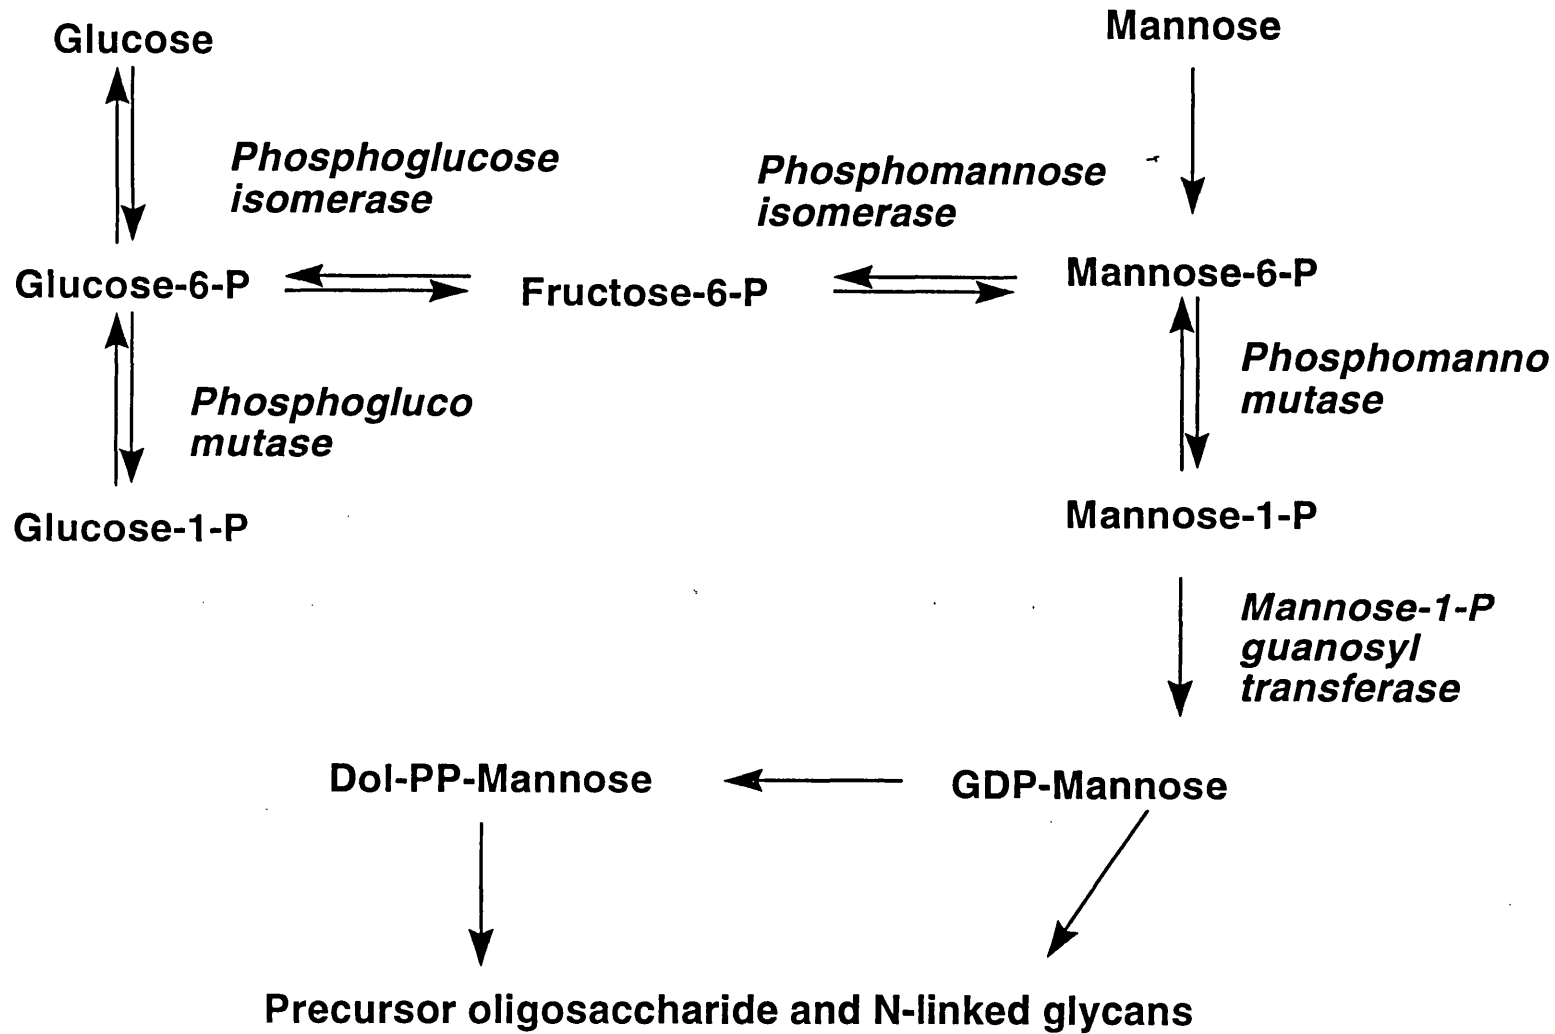 Glucose
Mannose
Phosphoglucose
isomerase
Phosphomannose
isomerase
Glucose-6-P
Fructose-6-P
Mannose-6-P
Phosphogluco
mutase
Phosphomanno
mutase
Glucose-1-P
Mannose-1-P
Mannose-1-P
guanosyl
transferase
Dol-PP-Mannose
GDP-Mannose
Precursor oligosaccharide and N-linked glycans